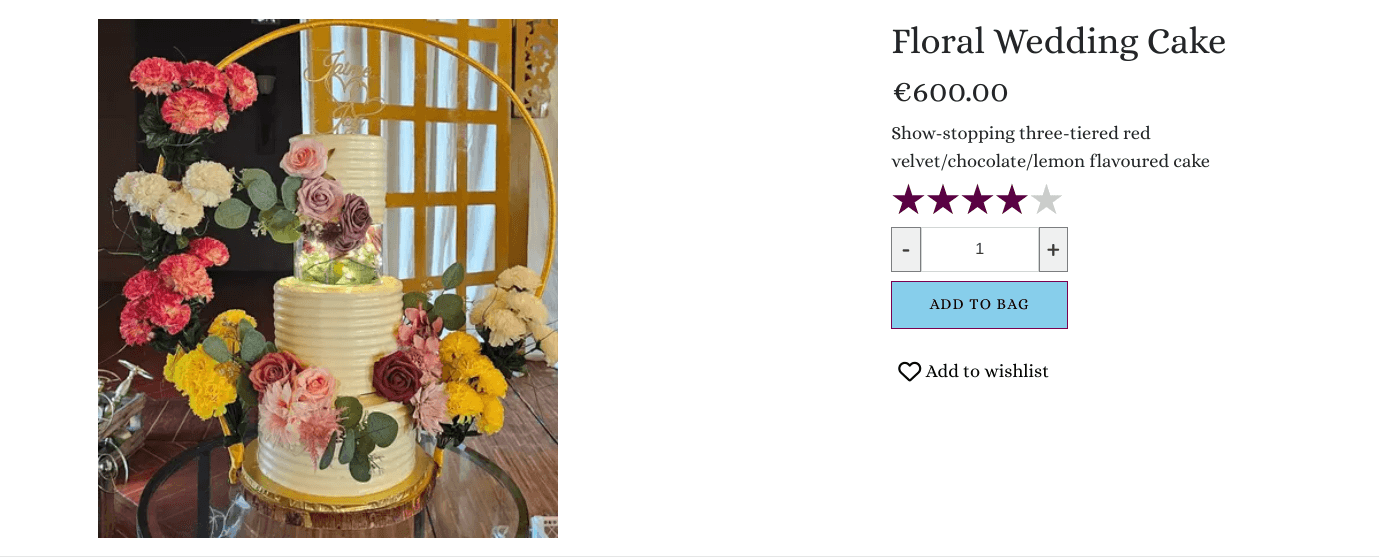 Floral Wedding Cake
€600.00
Show-stopping three-tiered red
velvet/chocolate/lemon flavoured cake
- 1 +
ADD TO BAG
Add to wishlist